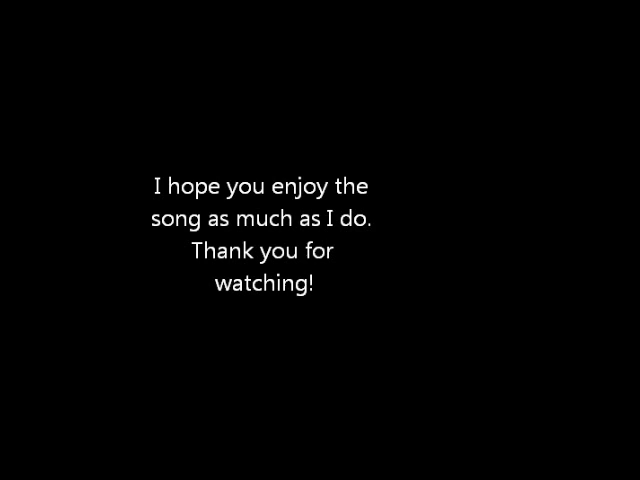 I hope you enjoy the
song as much as I do.
Thank you for
watching!